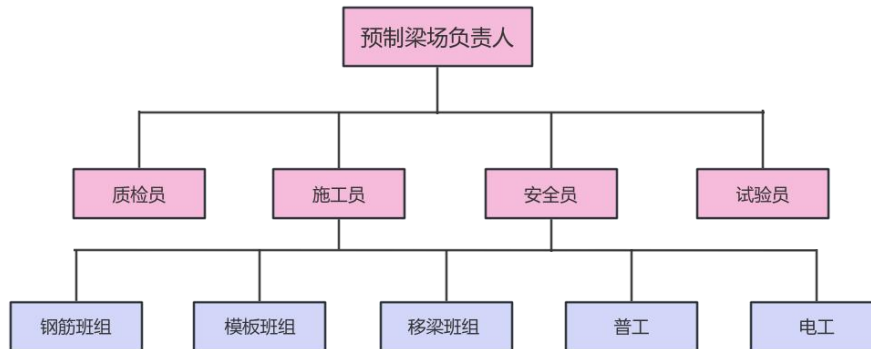 预制梁场负责人
质检员
施工员
安全员
试验员
钢筋班组
模板班组
移梁班组
普工
电工